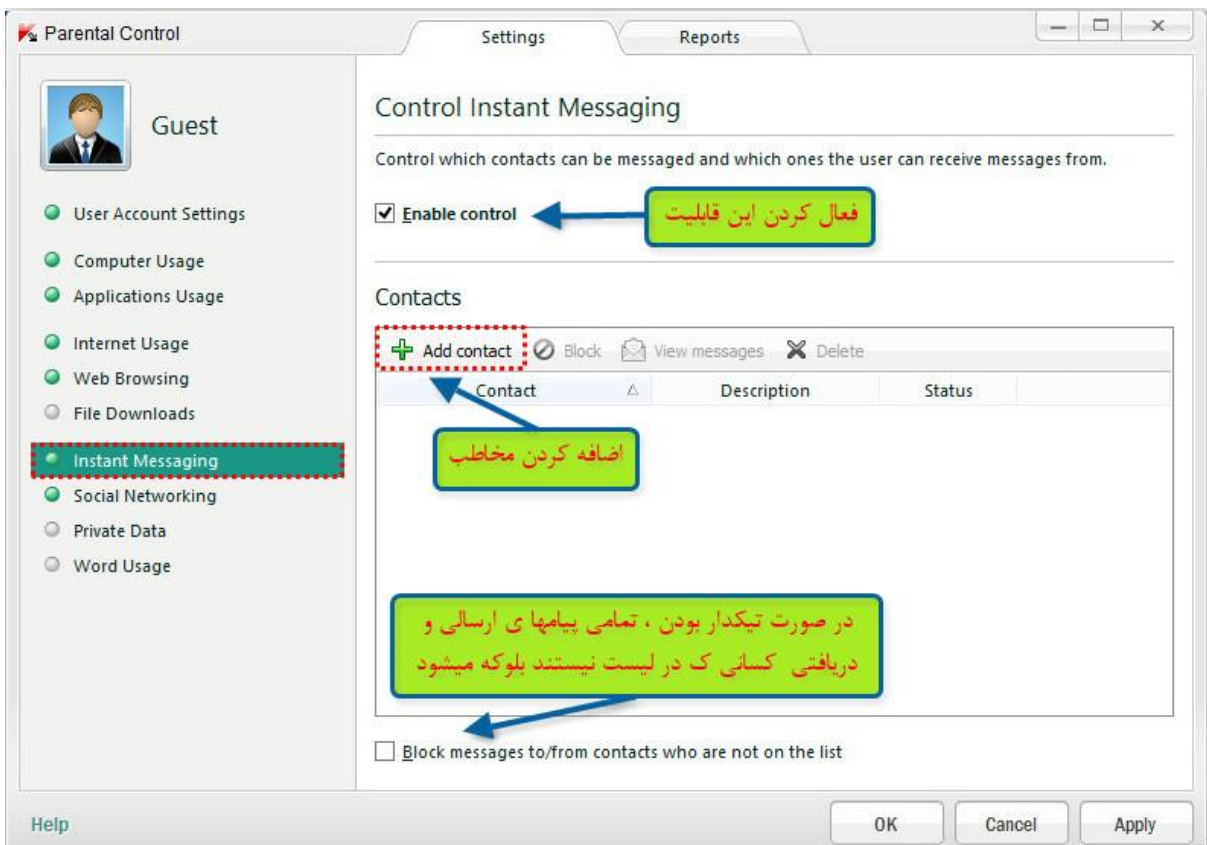 Parental Control
Settings
Reports
Guest
User Account Settings
Computer Usage
Applications Usage
Internet Usage
Web Browsing
File Downloads
Instant Messaging
Social Networking
Private Data
Word Usage
Control Instant Messaging
Control which contacts can be messaged and which ones the user can receive messages from.
Enable control
فعال کردن این قابلیت
Contacts
Add contact Block View messages Delete
Contact Description Status
اضافه کردن مخاطب
در صورت تیکدار بودن ، تمامی پیامها ی ارسالی و
دریافتی کسانی ک در لیست نیستند بلوکه میشود
Block messages to/from contacts who are not on the list
Help
OK
Cancel
Apply